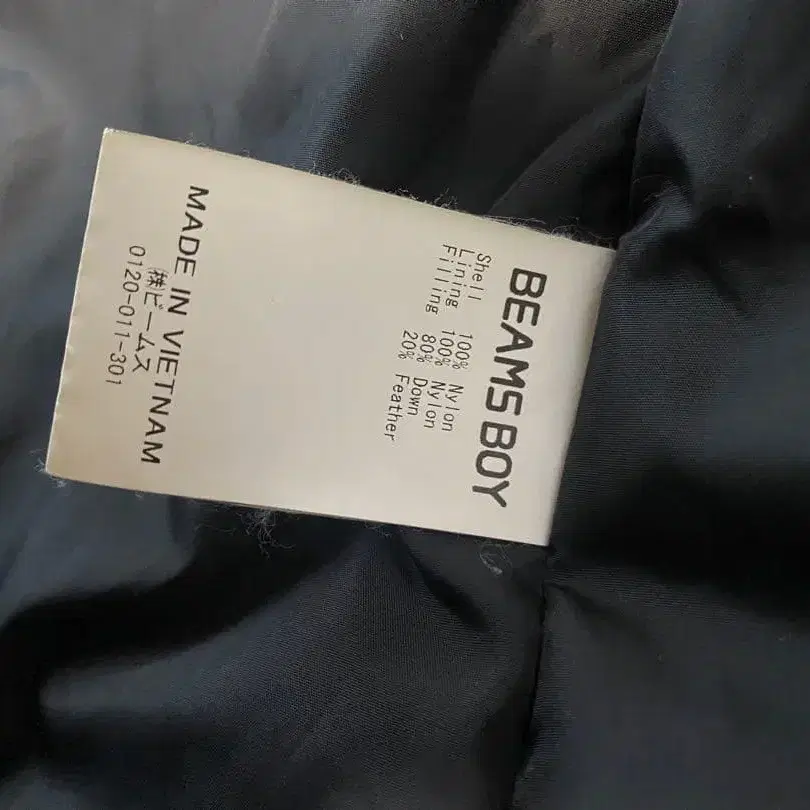 BEAMS BOY
Shell 100% Nylon
Lining 100% Nylon
Filling 80% Down
20% Feather
MADE IN VIETNAM
㈱ビームス
0120-011-301